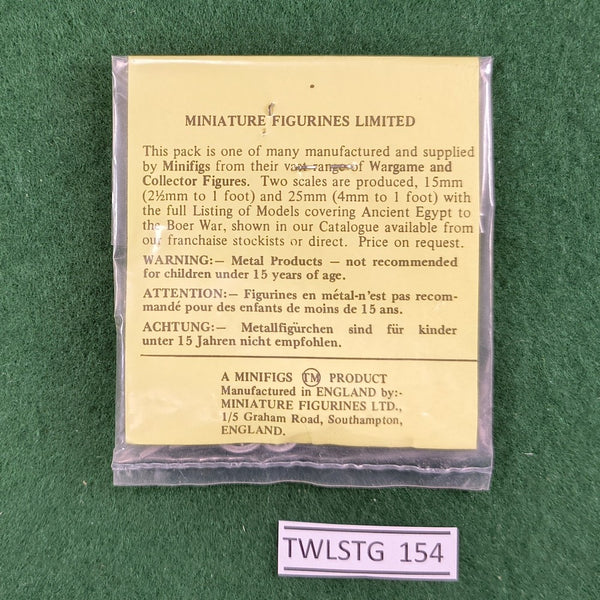 MINIATURE FIGURINES LIMITED
This pack is one of many manufactured and supplied
by Minifigs from their vast range of Wargame and
Collector Figures. Two scales are produced, 15mm
(2½mm to 1 foot) and 25mm (4mm to 1 foot) with
the full Listing of Models covering Ancient Egypt to
the Boer War, shown in our Catalogue available from
our franchaise stockists or direct. Price on request.
WARNING:— Metal Products — not recommended
for children under 15 years of age.
ATTENTION:— Figurines en métal-n'est pas recom-
mandé pour des enfants de moins de 15 ans.
ACHTUNG:— Metallfigürchen sind für kinder
unter 15 Jahren nicht empfohlen.
A MINIFIGS TM PRODUCT
Manufactured in ENGLAND by:-
MINIATURE FIGURINES LTD.,
1/5 Graham Road, Southampton,
ENGLAND.
TWLSTG 154